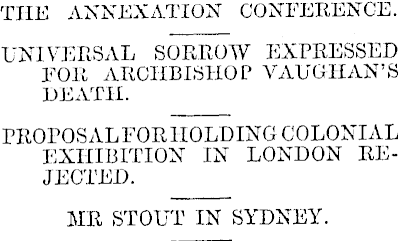 THE ANNEXATION CONFERENCE.
UNIVERSAL SORROW EXPRESSED
FOR ARCHBISHOP VAUGHAN'S
DEATH.
PROPOSAL FOR HOLDING COLONIAL
EXHIBITION IN LONDON RE-
JECTED.
MR STOUT IN SYDNEY.